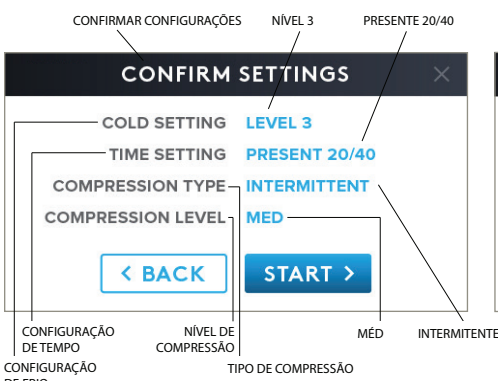 CONFIRMAR CONFIGURAÇÕES NÍVEL 3 PRESENTE 20/40
CONFIRM SETTINGS
COLD SETTING LEVEL 3
TIME SETTING PRESENT 20/40
COMPRESSION TYPE INTERMITTENT
COMPRESSION LEVEL MED
< BACK START >
CONFIGURAÇÃO
DE TEMPO
NÍVEL DE
COMPRESSÃO
MÉD
INTERMITENTE
CONFIGURAÇÃO
DE FRIO
TIPO DE COMPRESSÃO